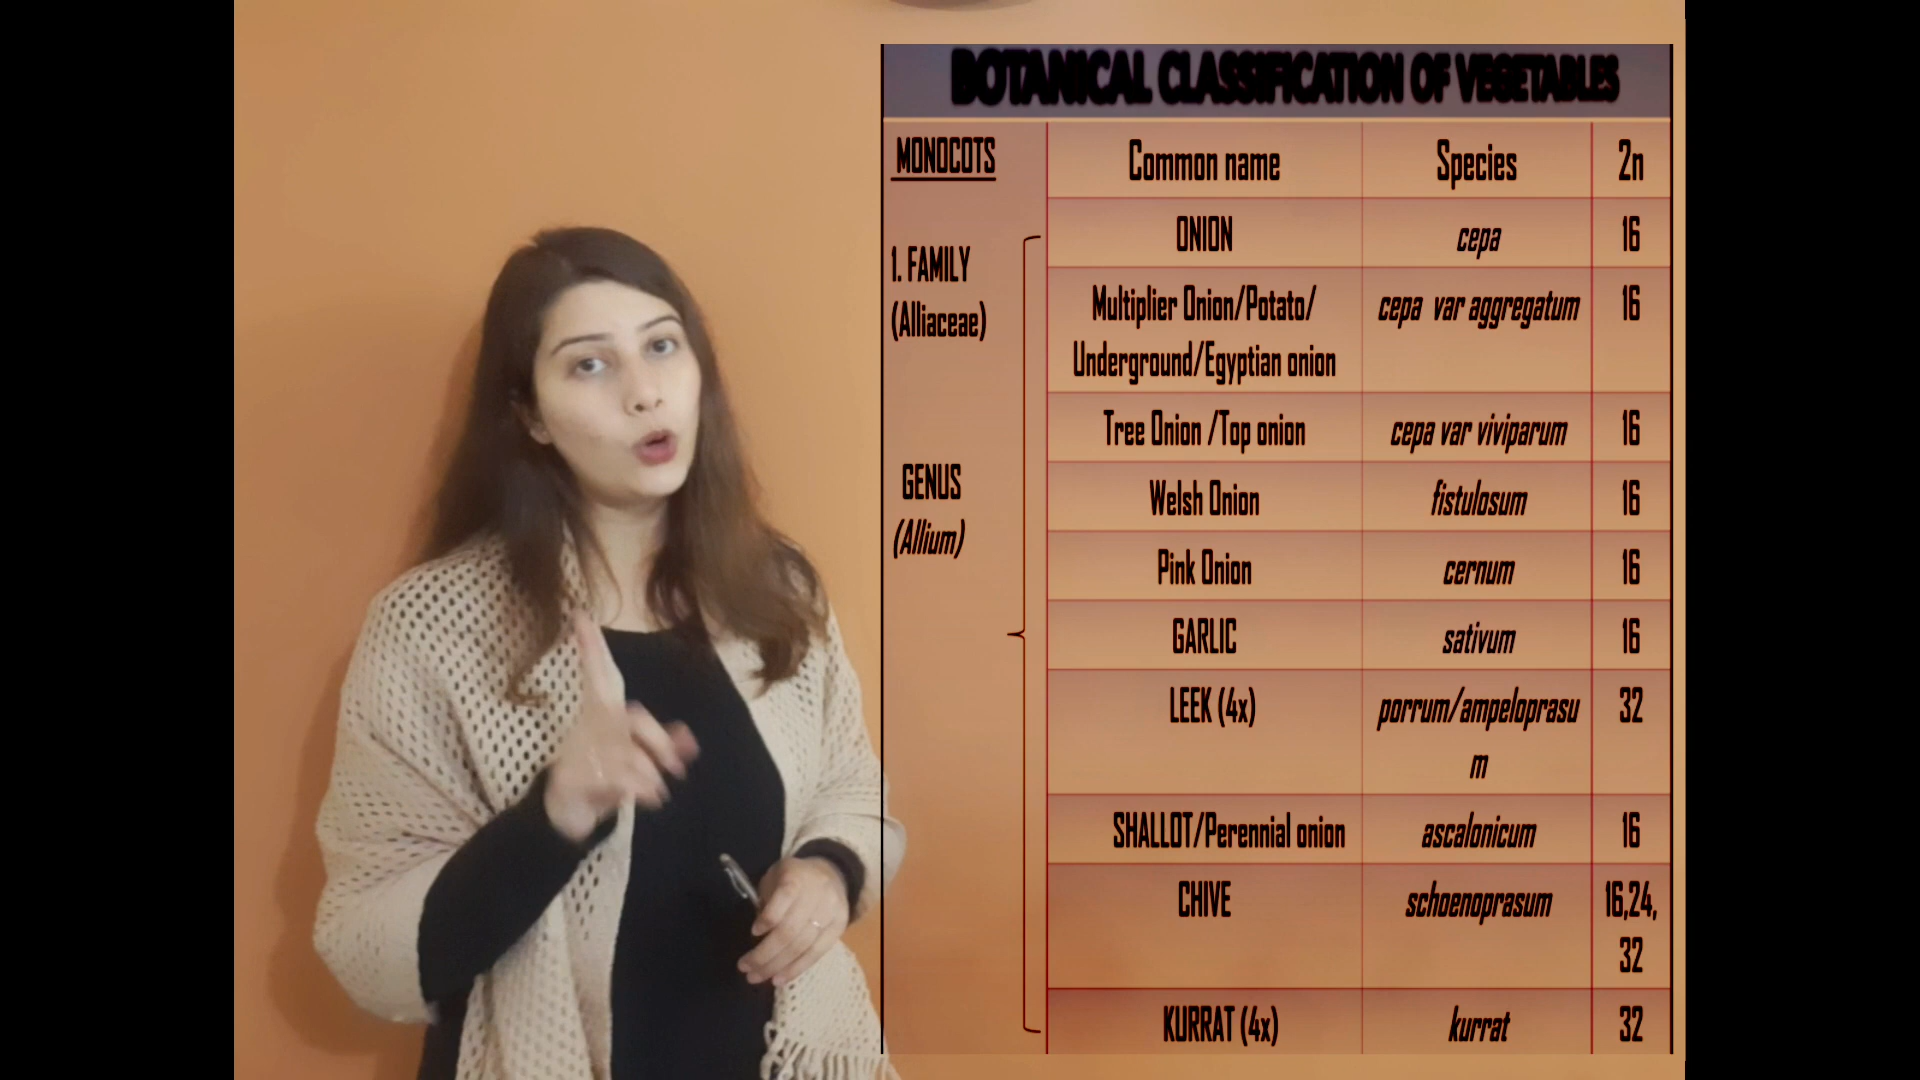 BOTANICAL CLASSIFICATION OF VEGETABLES
MONOCOTS
1. FAMILY
(Alliaceae)
GENUS
(Allium)
Common name Species 2n
ONION cepa 16
Multiplier Onion/Potato/ cepa var aggregatum 16
Underground/Egyptian onion
Tree Onion /Top onion cepa var viviparum 16
Welsh Onion fistulosum 16
Pink Onion cernum 16
GARLIC sativum 16
LEEK (4x) porrum/ampeloprasu 32
m
SHALLOT/Perennial onion ascalonicum 16
CHIVE schoenoprasum 16,24,
32
KURRAT (4x) kurrat 32